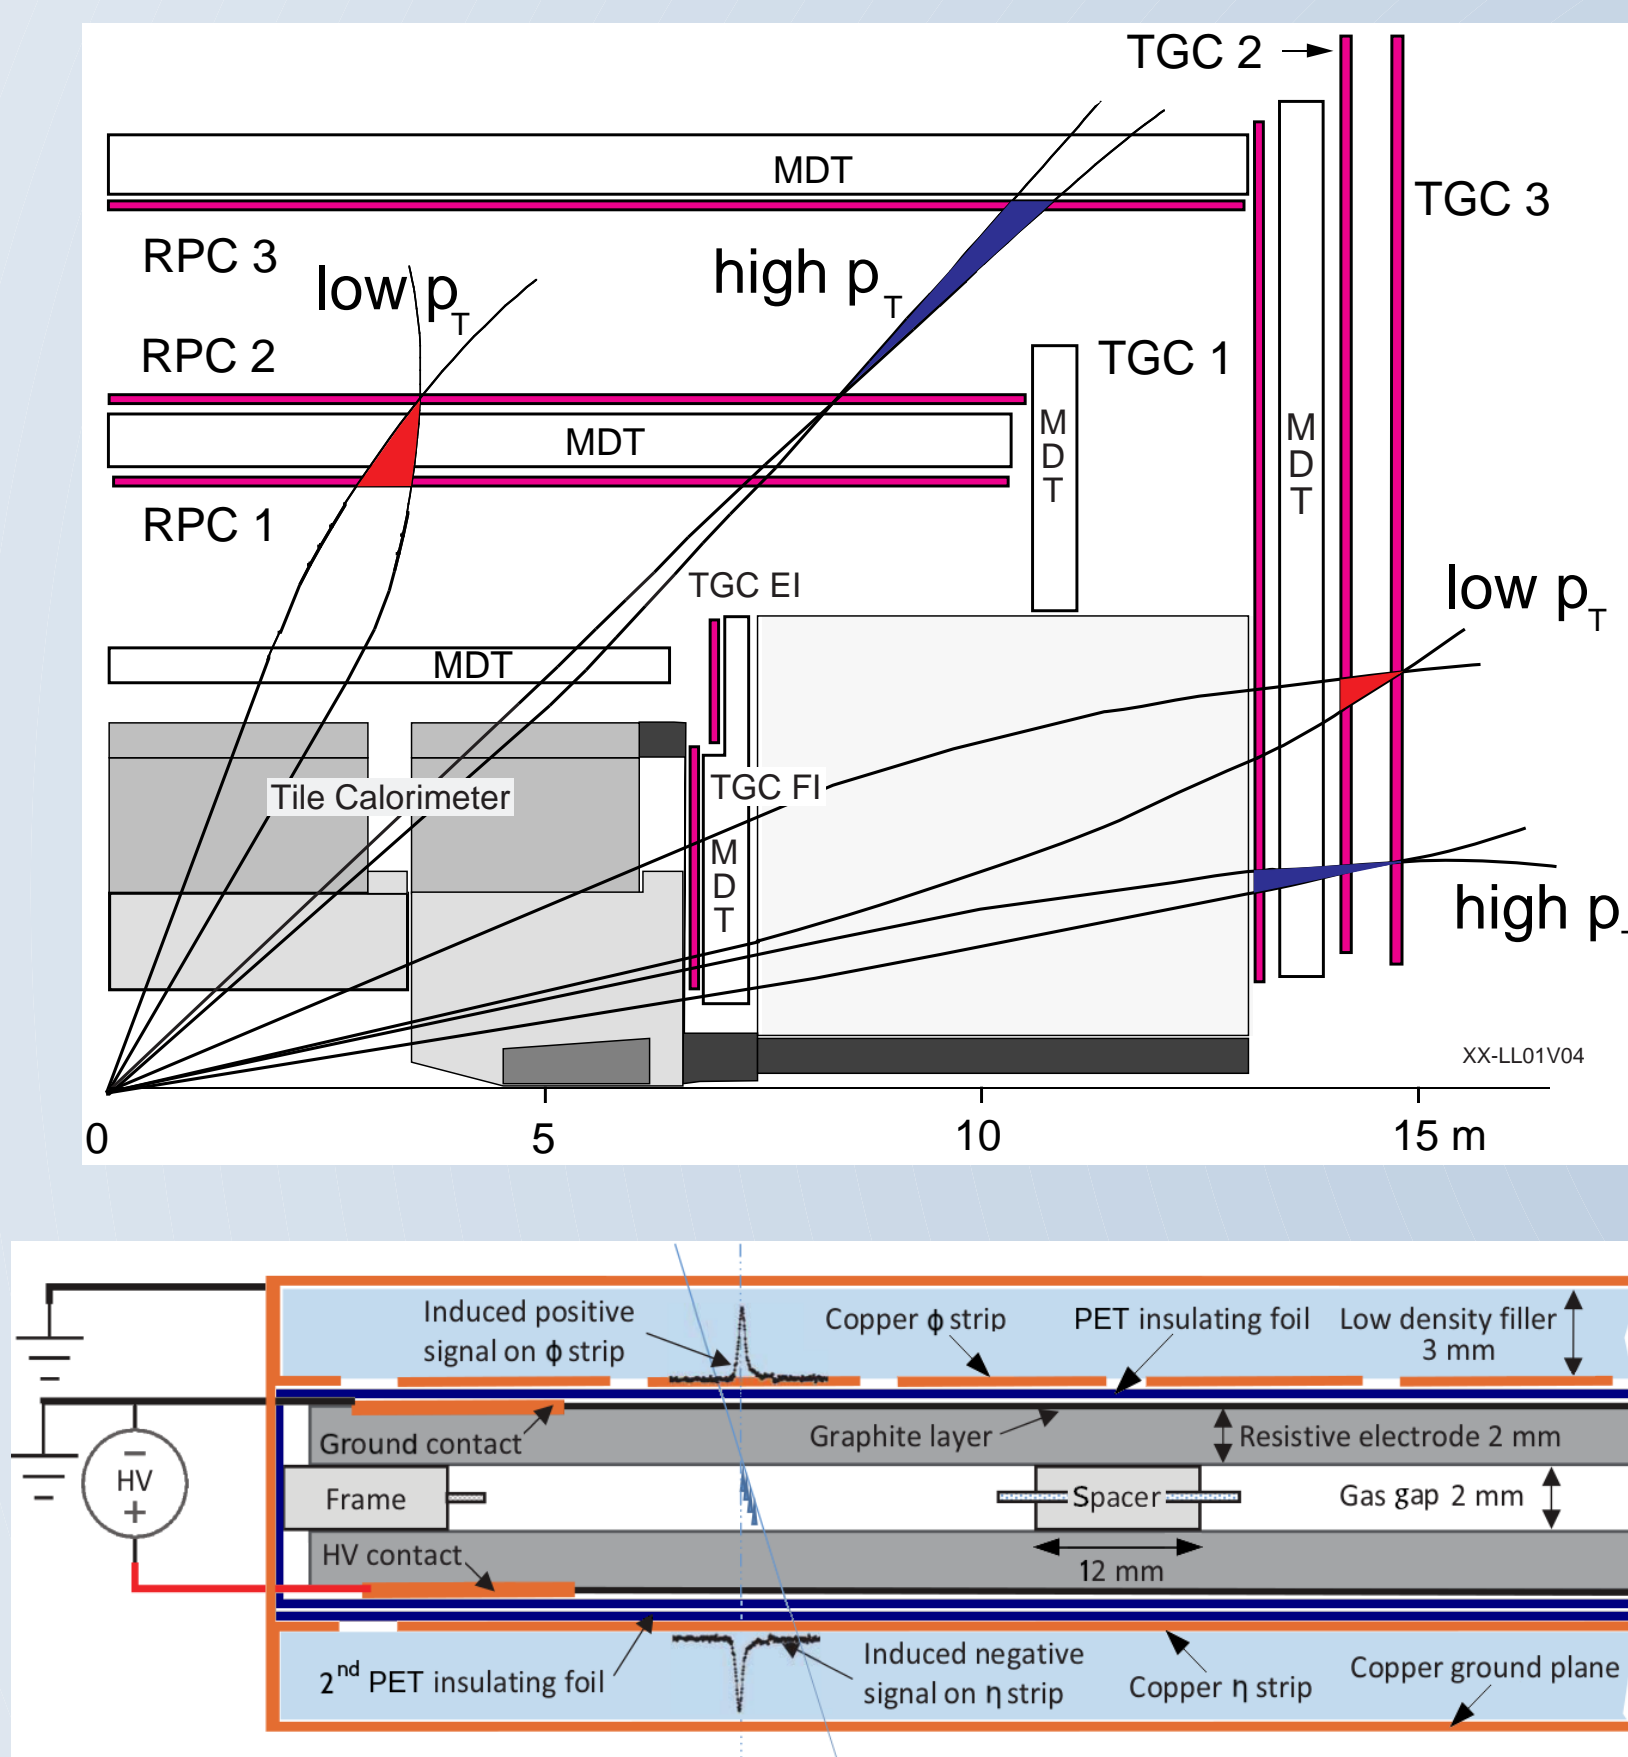 TGC 2
MDT
TGC 3
RPC 3
low p
T
high p
T
RPC 2
TGC 1
MDT
M
D
T
M
D
T
RPC 1
TGC EI
low p
T
MDT
Tile Calorimeter
TGC FI
M
D
T
high p
XX-LL01V04
0
5
10
15 m
Induced positive
signal on ϕ strip
Copper ϕ strip
PET insulating foil
Low density filler
3 mm
Ground contact
Graphite layer
Resistive electrode 2 mm
−
HV
+
Frame
Spacer
Gas gap 2 mm
HV contact
12 mm
2nd PET insulating foil
Induced negative
signal on η strip
Copper η strip
Copper ground plane